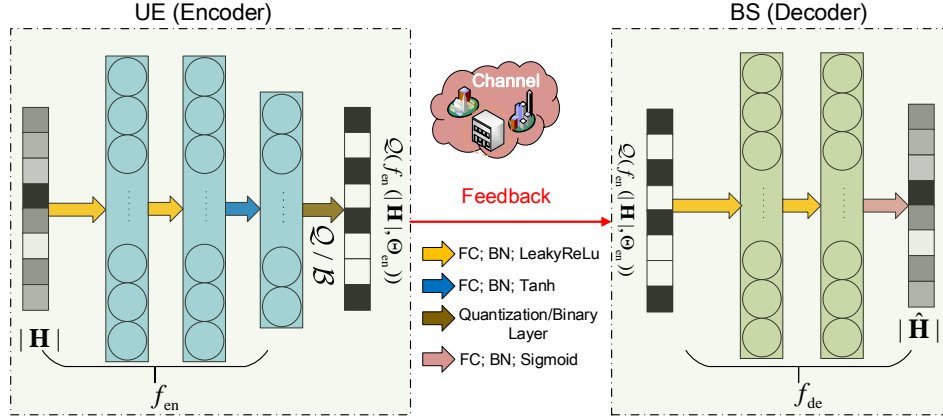 UE (Encoder)
BS (Decoder)
Channel
Feedback
FC; BN; LeakyReLu
FC; BN; Tanh
Quantization/Binary
Layer
FC; BN; Sigmoid
|H|
f_en
Q / B
Q(f_en(|H|,Θ_en))
Q(f_en(|H|,Θ_en))
f_de
|Ĥ|